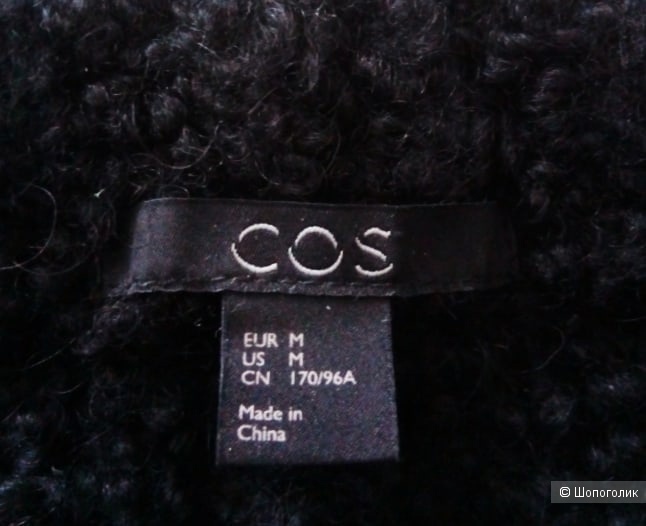 COS
EUR M
US M
CN 170/96A
Made in
China
© Шопоголик